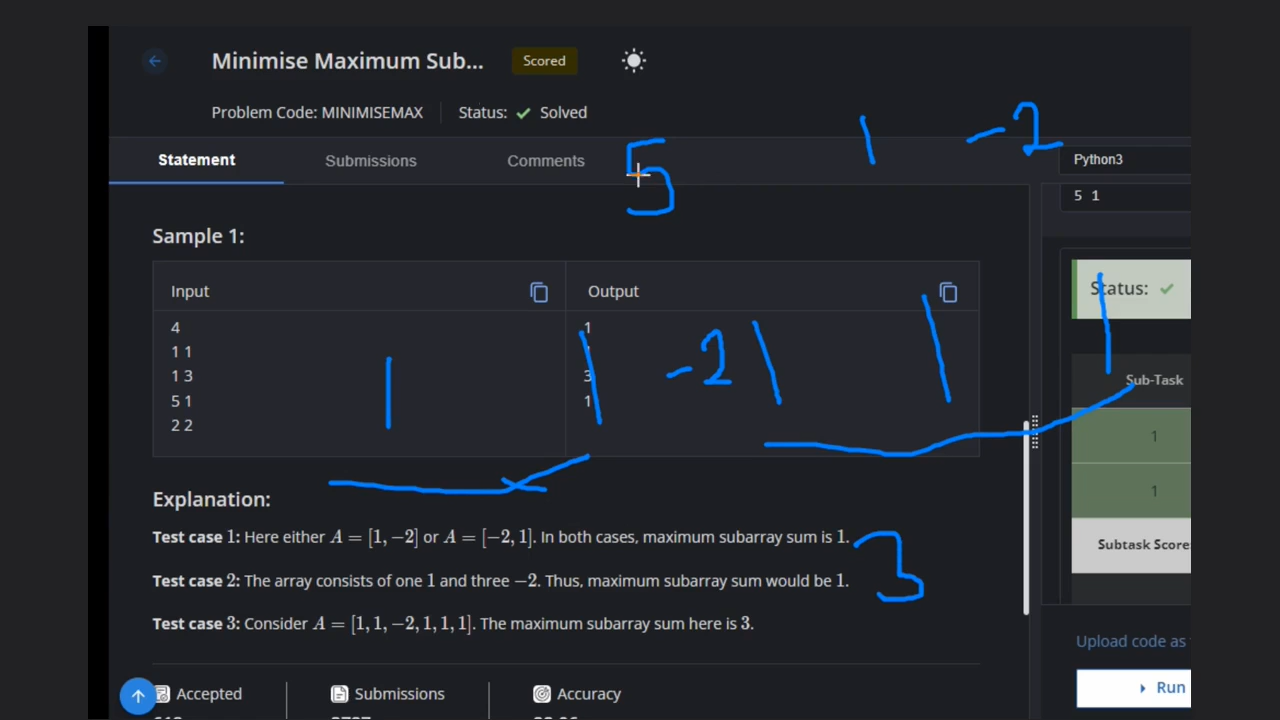 Minimise Maximum Sub... Scored
Problem Code: MINIMISEMAX Status: Solved
1 -2
Statement Submissions Comments
5
Python3
5 1
Sample 1:
Input Output
4 1
1 1
1 3 3
5 1 1
2 2
1 1 -2 1 1 1
Status:
Sub-Task
1
1
Subtask Score:
Explanation:
Test case 1: Here either A = [1, −2] or A = [−2, 1]. In both cases, maximum subarray sum is 1.
3
Test case 2: The array consists of one 1 and three −2. Thus, maximum subarray sum would be 1.
Test case 3: Consider A = [1, 1, −2, 1, 1, 1]. The maximum subarray sum here is 3.
Upload code as
Run
Accepted Submissions Accuracy